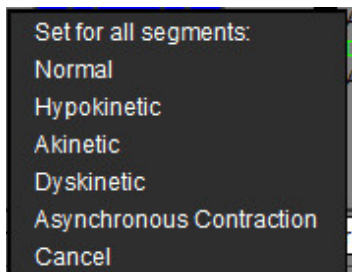 Set for all segments:
Normal
Hypokinetic
Akinetic
Dyskinetic
Asynchronous Contraction
Cancel